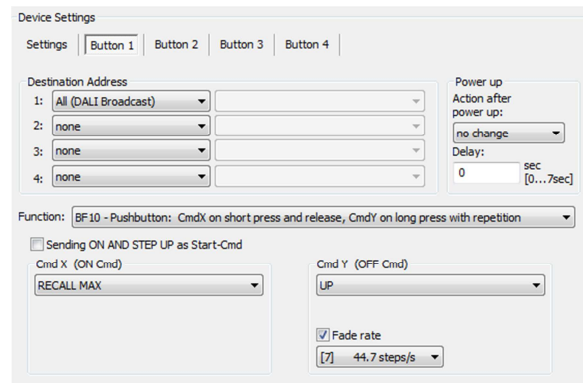 Device Settings
Settings Button 1 Button 2 Button 3 Button 4
Destination Address
1: All (DALI Broadcast)
2: none
3: none
4: none
Power up
Action after
power up:
no change
Delay:
0 sec
[0...7sec]
Function: BF10 - Pushbutton: CmdX on short press and release, CmdY on long press with repetition
Sending ON AND STEP UP as Start-Cmd
Cmd X (ON Cmd)
RECALL MAX
Cmd Y (OFF Cmd)
UP
Fade rate
[7] 44.7 steps/s